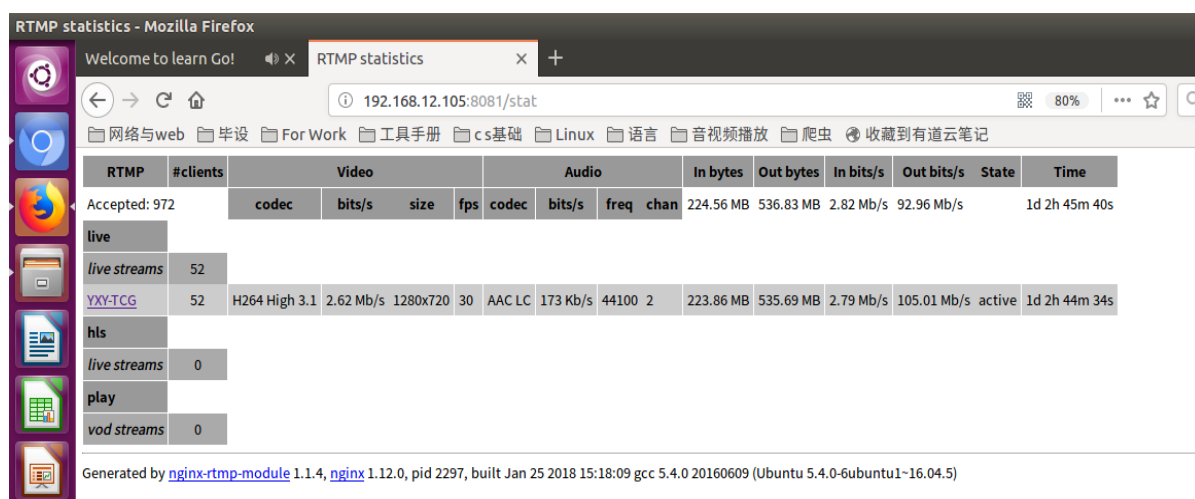 RTMP statistics - Mozilla Firefox
Welcome to learn Go! RTMP statistics
192.168.12.105:8081/stat 80%
网络与web 毕设 For Work 工具手册 cs基础 Linux 语言 音视频播放 爬虫 收藏到有道云笔记
RTMP #clients Video Audio In bytes Out bytes In bits/s Out bits/s State Time
Accepted: 972 codec bits/s size fps codec bits/s freq chan 224.56 MB 536.83 MB 2.82 Mb/s 92.96 Mb/s 1d 2h 45m 40s
live
live streams 52
YXY-TCG 52 H264 High 3.1 2.62 Mb/s 1280x720 30 AAC LC 173 Kb/s 44100 2 223.86 MB 535.69 MB 2.79 Mb/s 105.01 Mb/s active 1d 2h 44m 34s
hls
live streams 0
play
vod streams 0
Generated by nginx-rtmp-module 1.1.4, nginx 1.12.0, pid 2297, built Jan 25 2018 15:18:09 gcc 5.4.0 20160609 (Ubuntu 5.4.0-6ubuntu1~16.04.5)